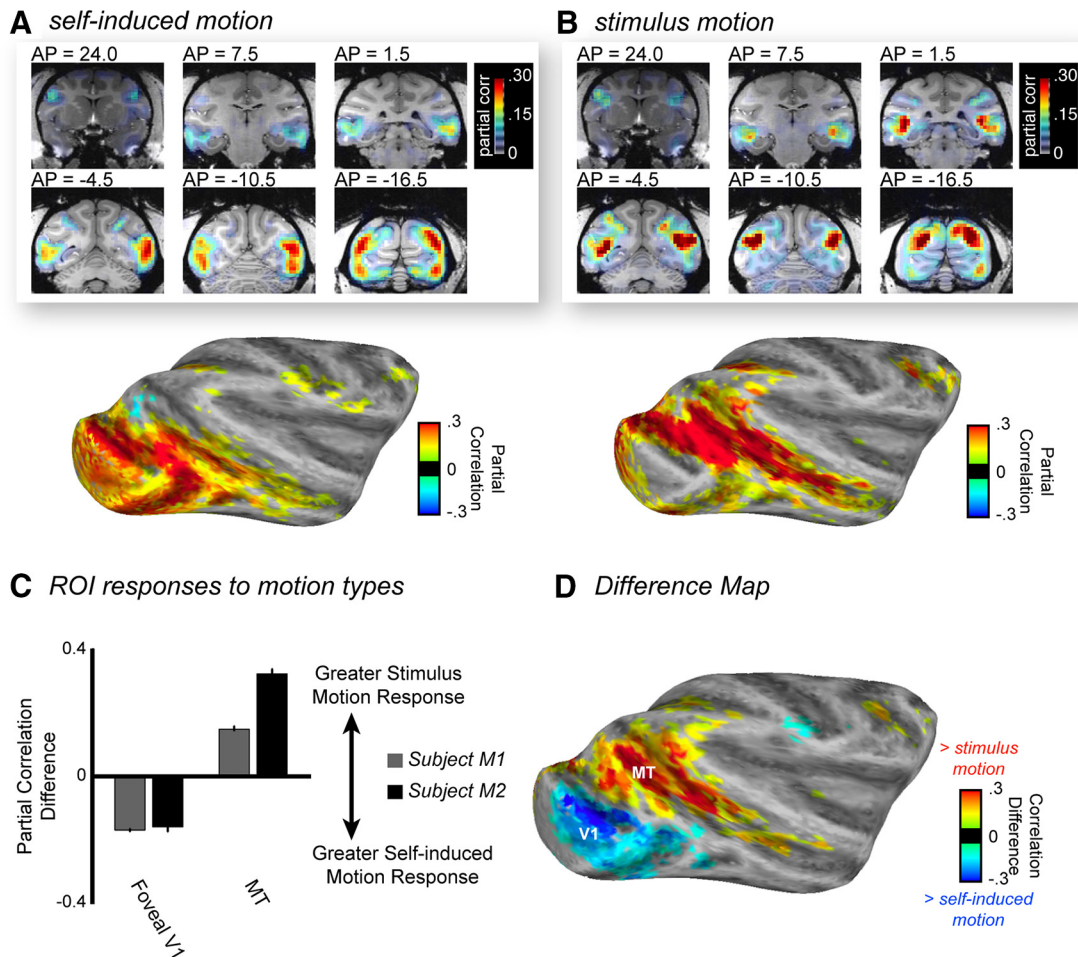 A self-induced motion
AP = 24.0
AP = 7.5
AP = 1.5
AP = -4.5
AP = -10.5
AP = -16.5
partial corr
.30
.15
0
.3
0
-.3
Partial
Correlation
B stimulus motion
AP = 24.0
AP = 7.5
AP = 1.5
AP = -4.5
AP = -10.5
AP = -16.5
partial corr
.30
.15
0
.3
0
-.3
Partial
Correlation
C ROI responses to motion types
Partial Correlation
Difference
0.4
0
-0.4
Foveal V1
MT
Greater Stimulus
Motion Response
Subject M1
Subject M2
Greater Self-induced
Motion Response
D Difference Map
MT
V1
> stimulus
motion
.3
0
-.3
Correlation
Difference
> self-induced
motion